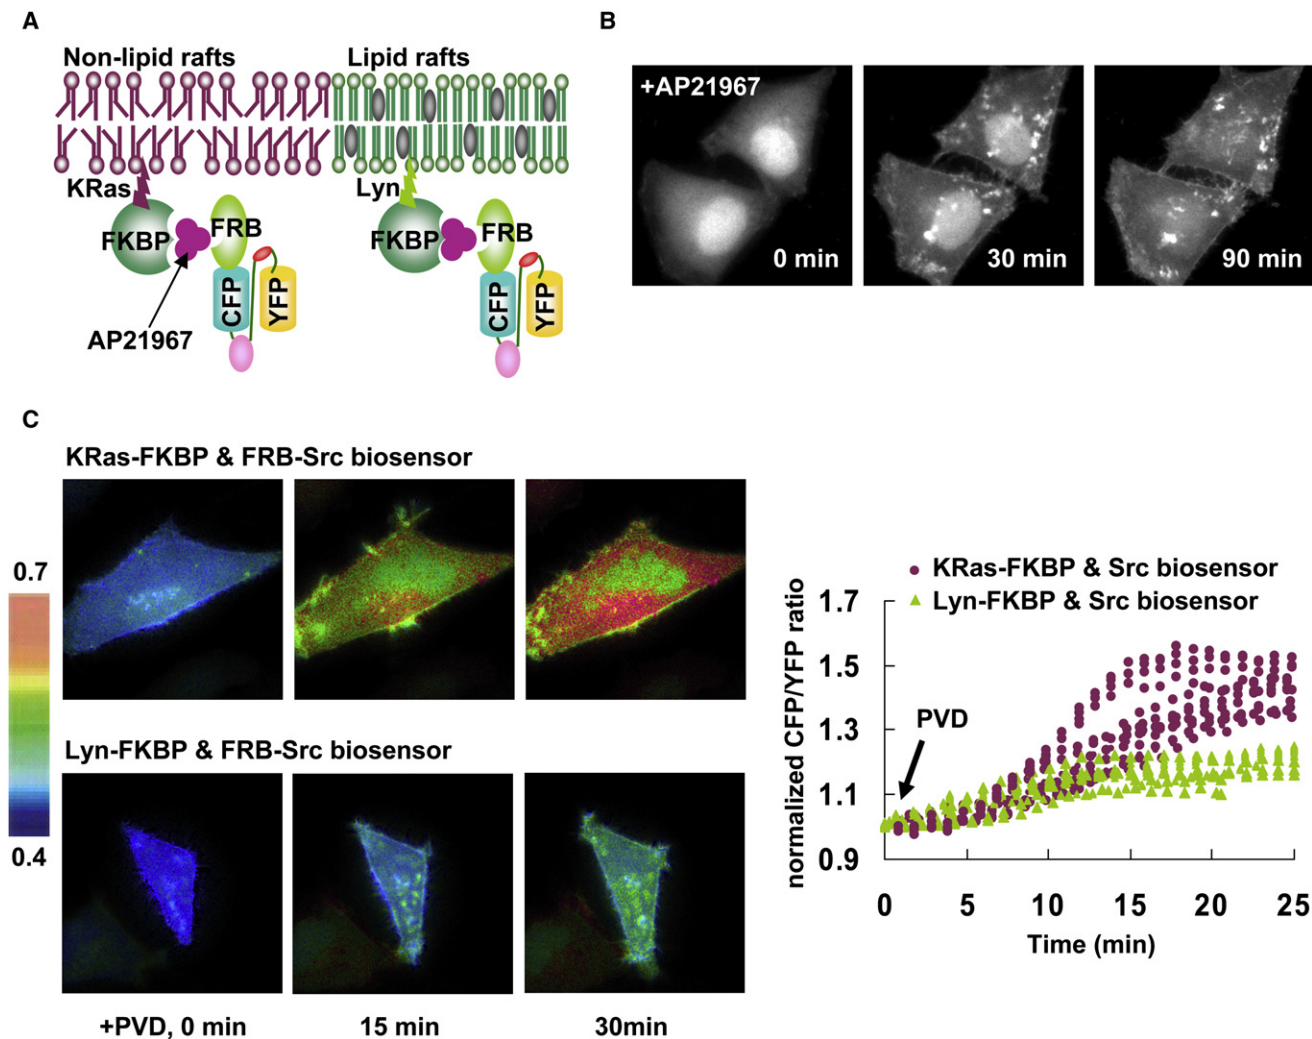 A
Non-lipid rafts
Lipid rafts
KRas
Lyn
FKBP
FRB
FKBP
FRB
CFP
YFP
CFP
YFP
AP21967
B
+AP21967
0 min
30 min
90 min
C
KRas-FKBP & FRB-Src biosensor
0.7
0.4
Lyn-FKBP & FRB-Src biosensor
+PVD, 0 min
15 min
30min
KRas-FKBP & Src biosensor
Lyn-FKBP & Src biosensor
normalized CFP/YFP ratio
1.7
1.5
1.3
1.1
0.9
PVD
0 5 10 15 20 25
Time (min)